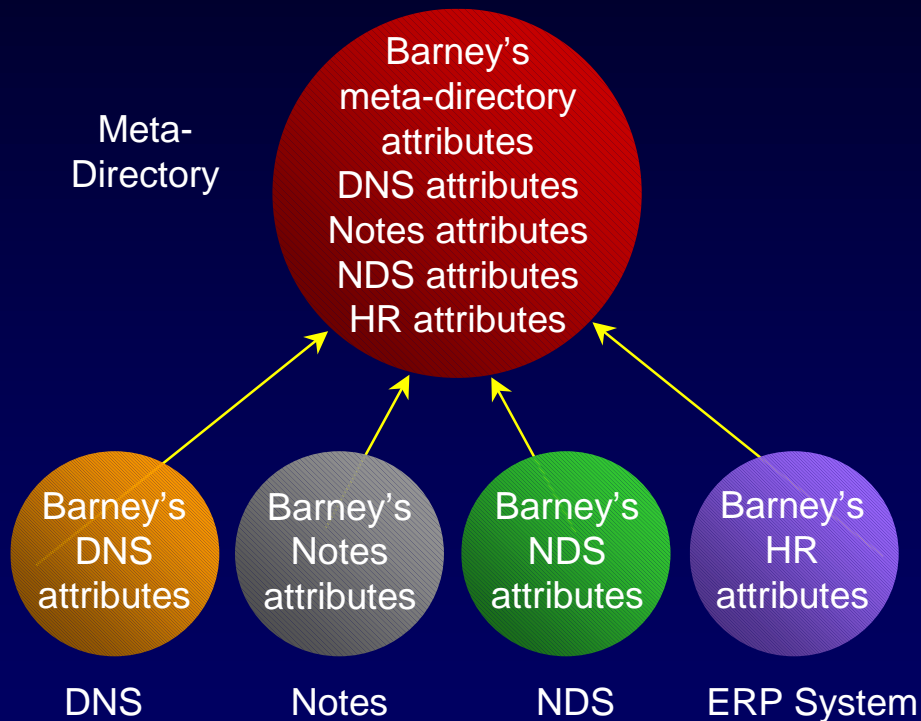 Meta-
Directory
Barney’s
meta-directory
attributes
DNS attributes
Notes attributes
NDS attributes
HR attributes
Barney’s
DNS
attributes
Barney’s
Notes
attributes
Barney’s
NDS
attributes
Barney’s
HR
attributes
DNS
Notes
NDS
ERP System